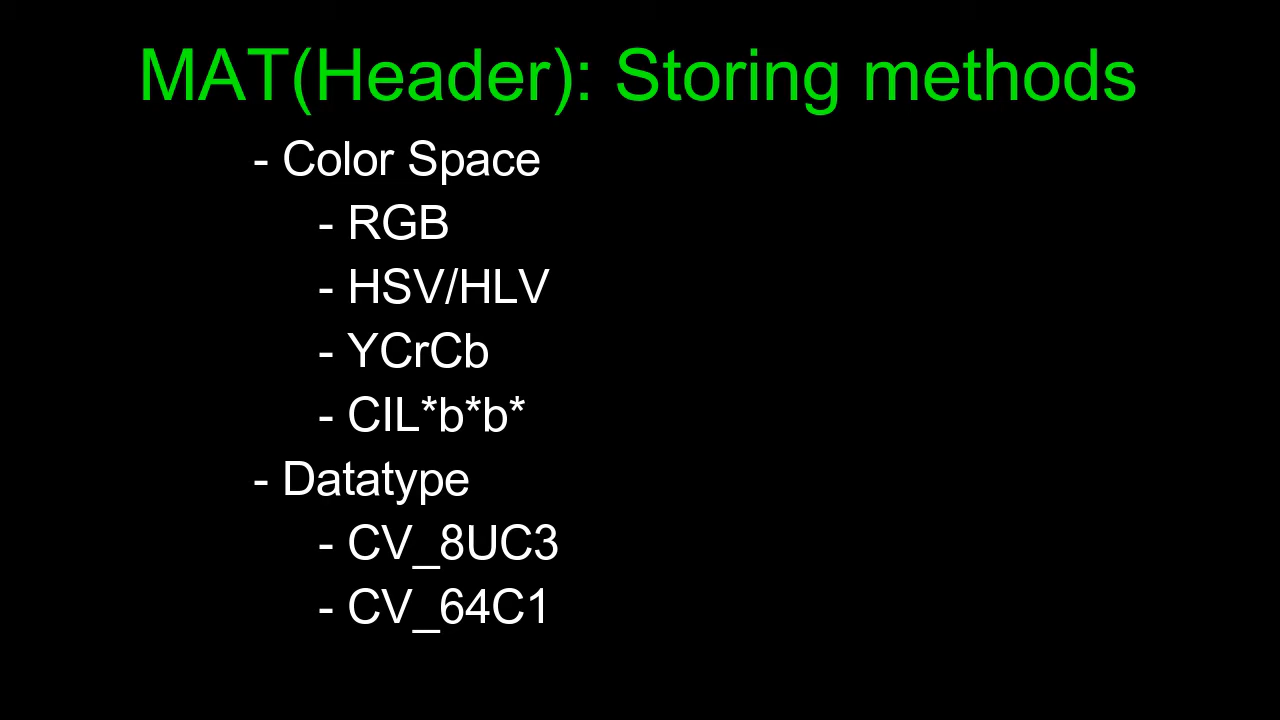 MAT(Header): Storing methods
- Color Space
- RGB
- HSV/HLV
- YCrCb
- CIL*b*b*
- Datatype
- CV_8UC3
- CV_64C1